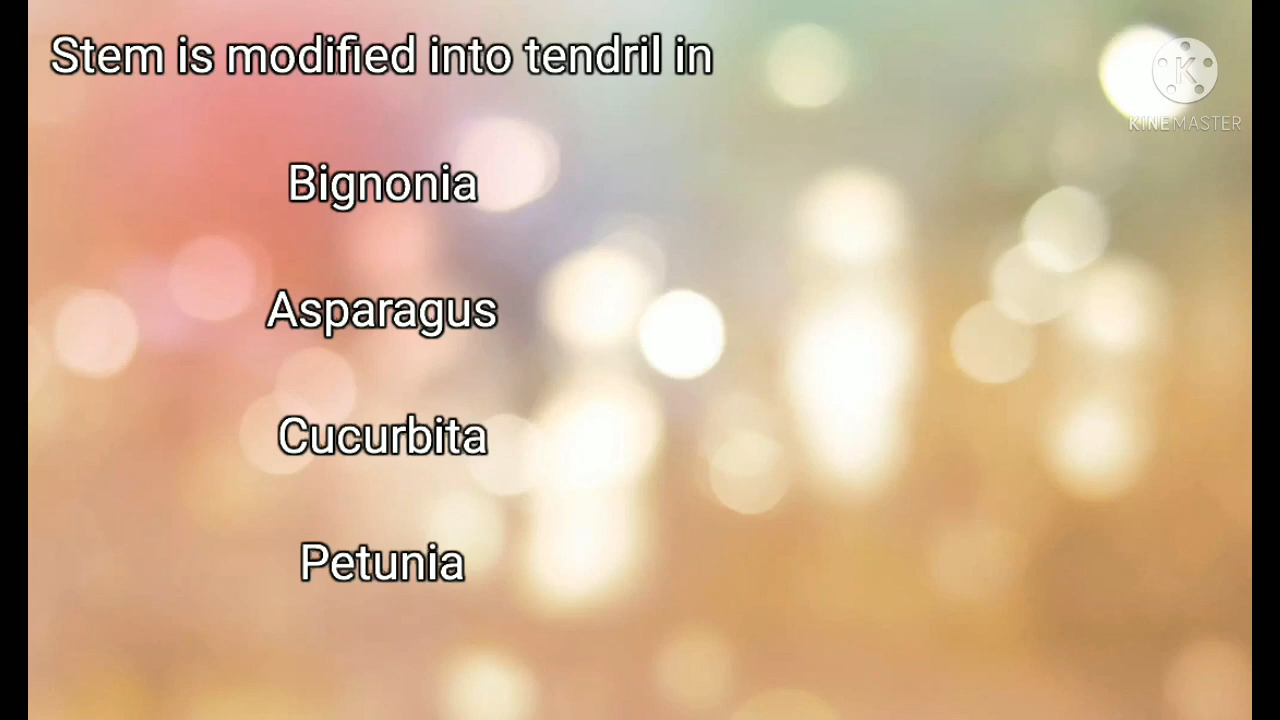 Stem is modified into tendril in
K
KINEMASTER
Bignonia
Asparagus
Cucurbita
Petunia